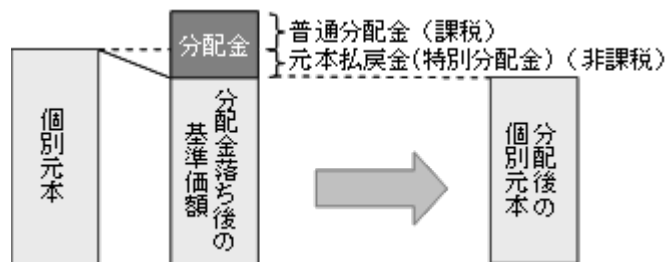 分配金
普通分配金（課税）
元本払戻金(特別分配金)（非課税）
個別元本
分配金落ち後の
基準価額
分配後の
個別元本